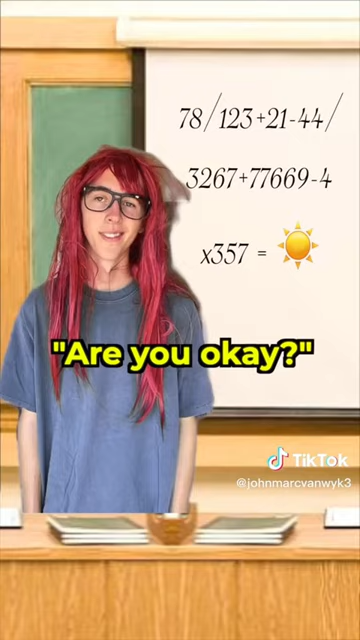 78/123+21-44/
3267+77669-4
x357 =
"Are you okay?"
TikTok
@johnmarcvanwyk3